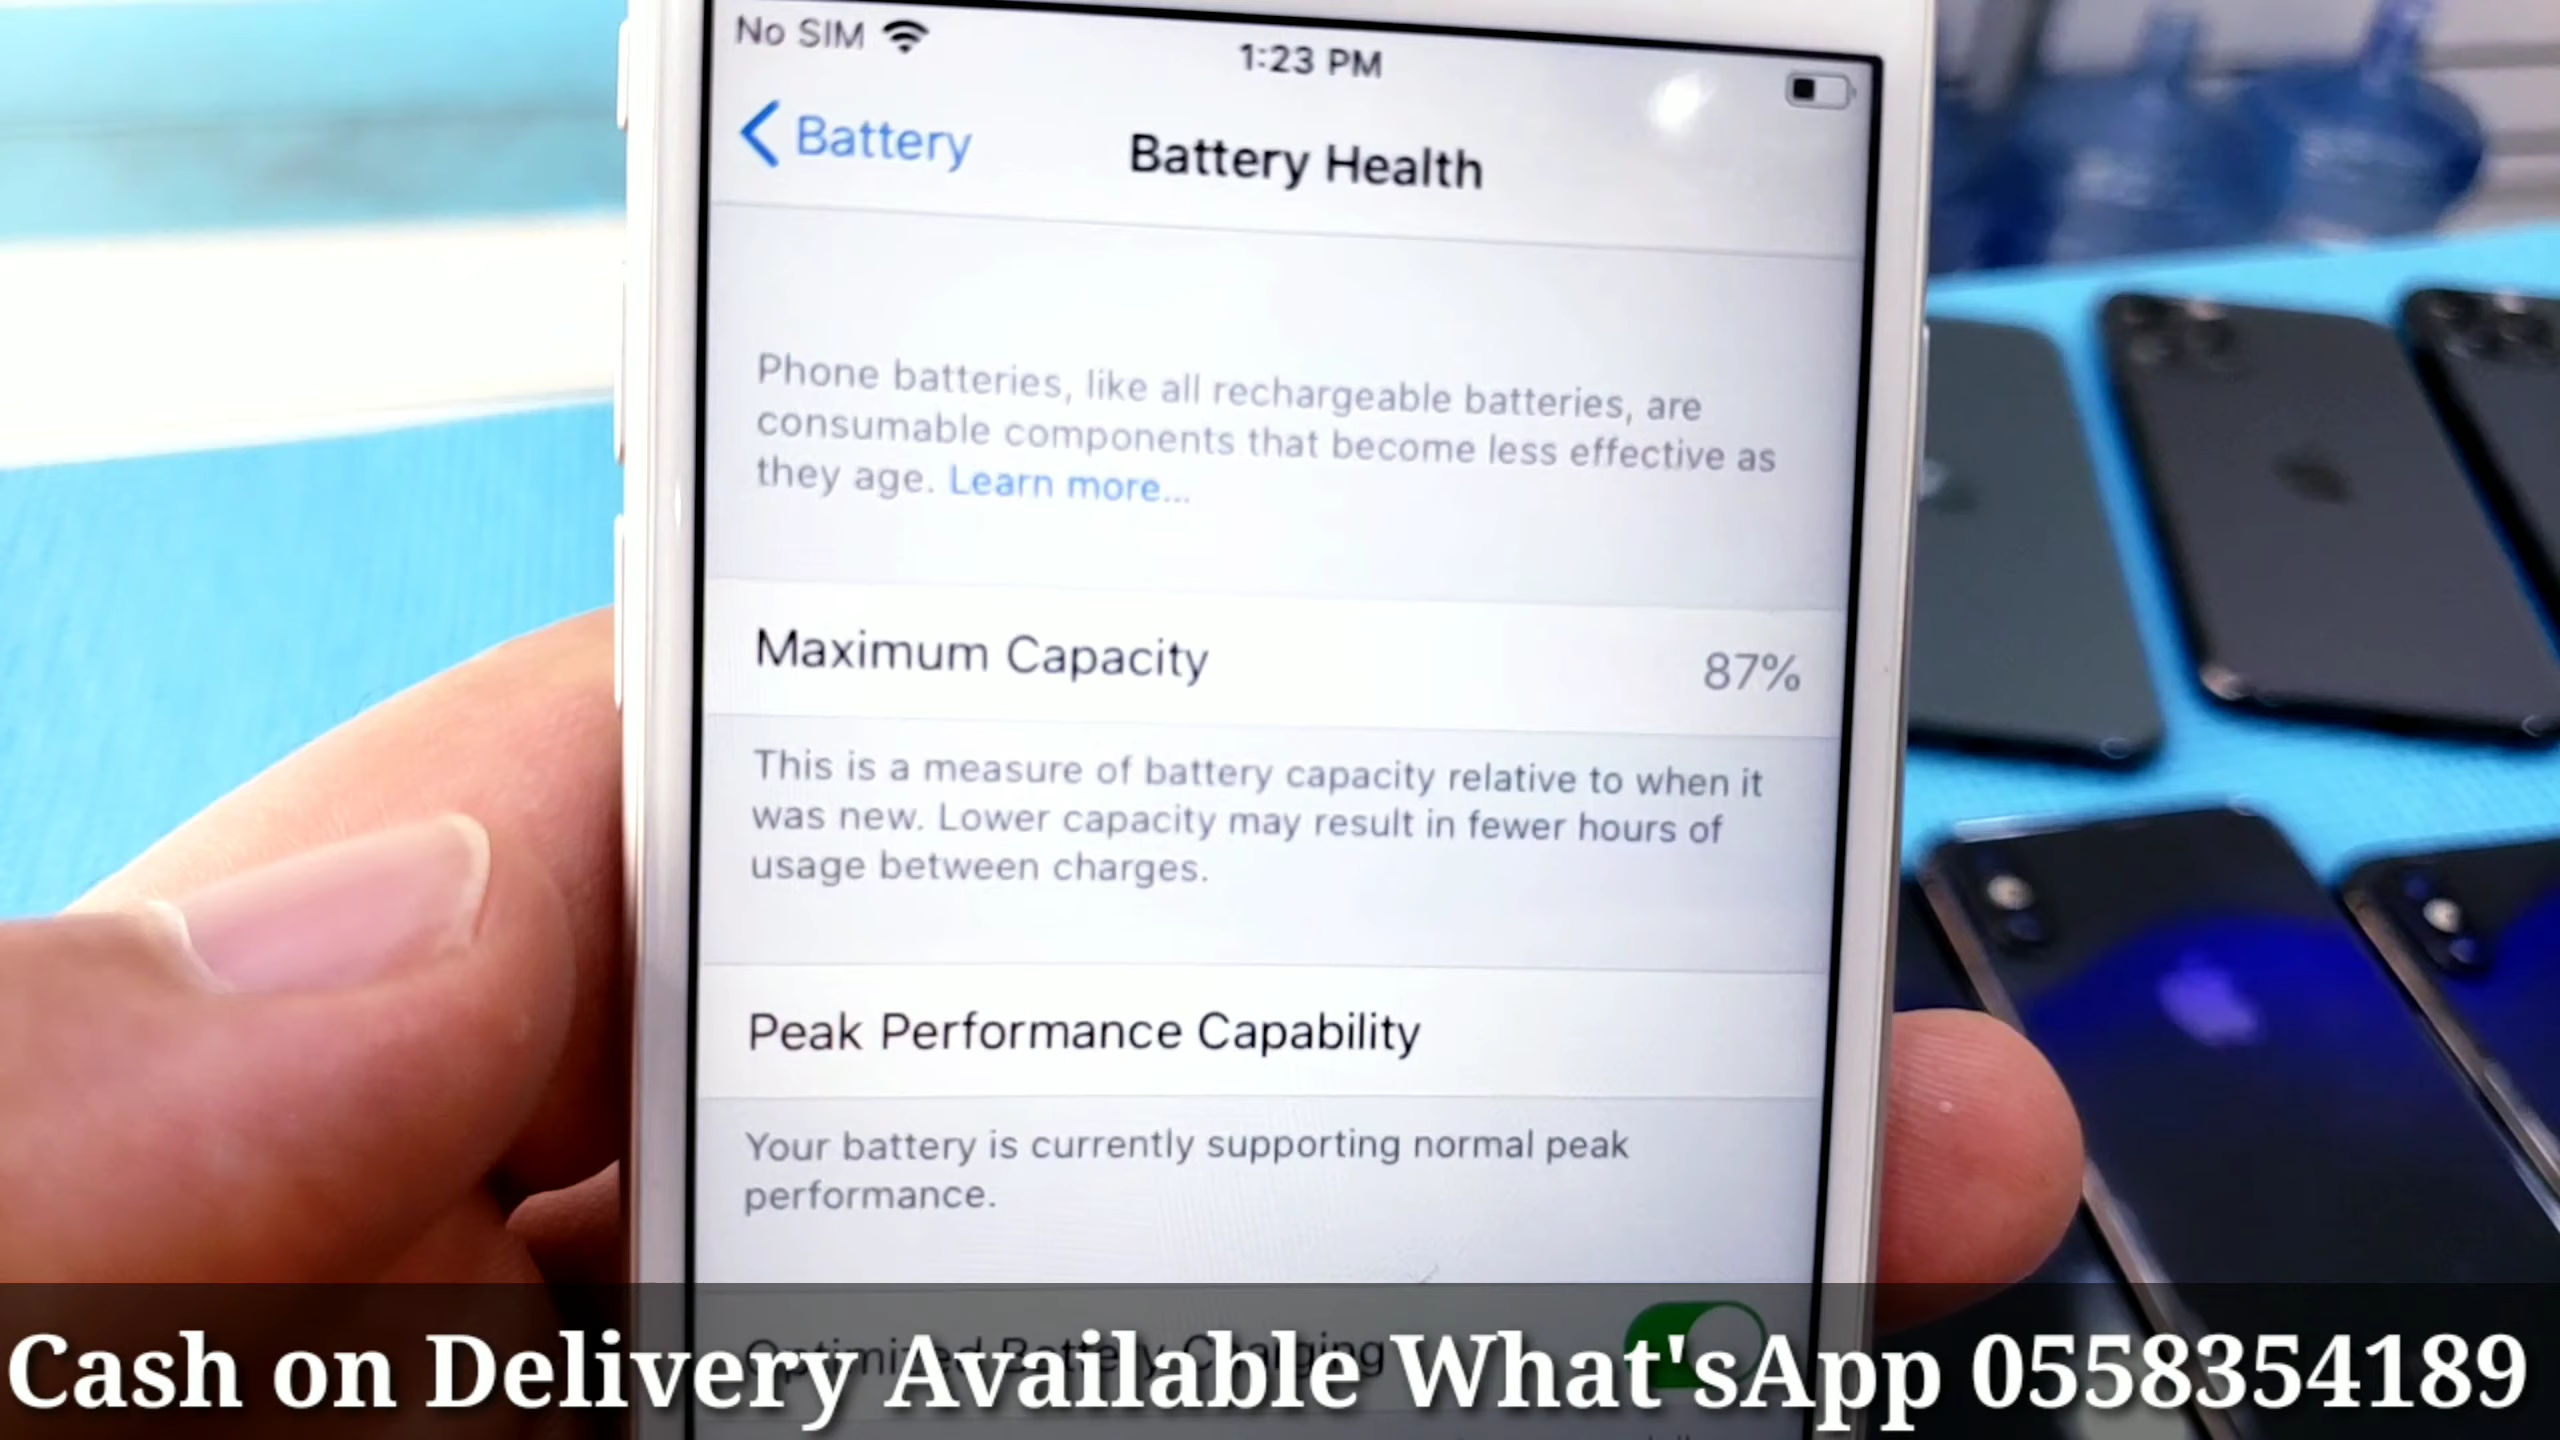 No SIM
1:23 PM
Battery
Battery Health
Phone batteries, like all rechargeable batteries, are
consumable components that become less effective as
they age. Learn more...
Maximum Capacity 87%
This is a measure of battery capacity relative to when it
was new. Lower capacity may result in fewer hours of
usage between charges.
Peak Performance Capability
Your battery is currently supporting normal peak
performance.
Optimized Battery Charging
Cash on Delivery Available What'sApp 0558354189